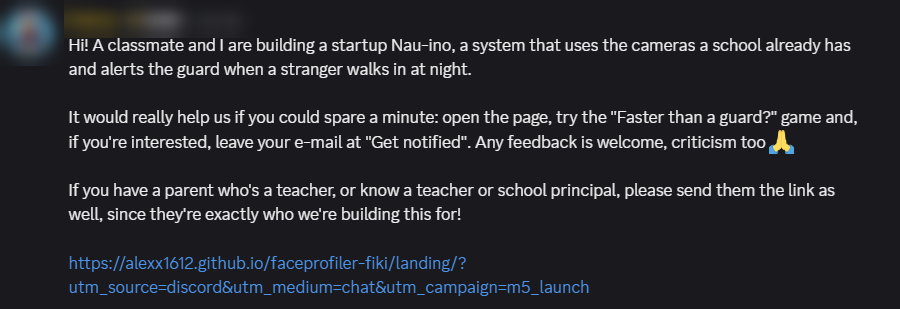 Hi! A classmate and I are building a startup Nau-ino, a system that uses the cameras a school already has
and alerts the guard when a stranger walks in at night.
It would really help us if you could spare a minute: open the page, try the "Faster than a guard?" game and,
if you're interested, leave your e-mail at "Get notified". Any feedback is welcome, criticism too 🙏
If you have a parent who's a teacher, or know a teacher or school principal, please send them the link as
well, since they're exactly who we're building this for!
https://alexx1612.github.io/faceprofiler-fiki/landing/?
utm_source=discord&utm_medium=chat&utm_campaign=m5_launch